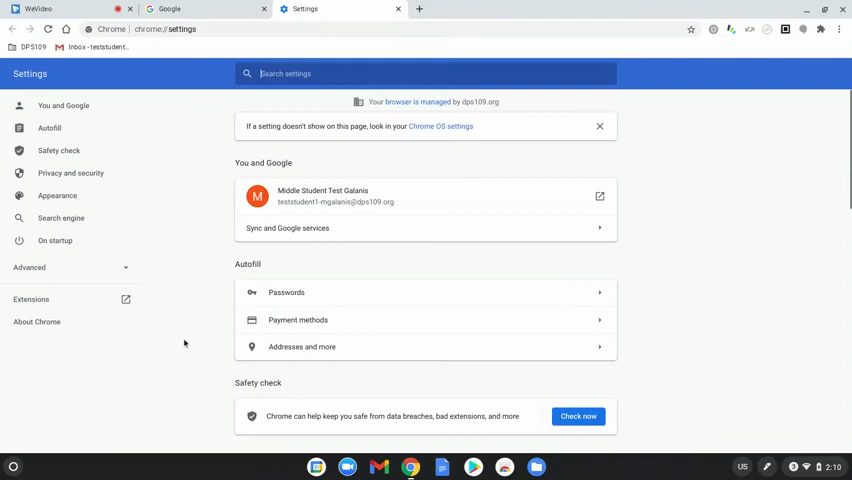 WeVideo
Google
Settings
Chrome | chrome://settings
DPS109
Inbox - teststudent...
Settings
Search settings
Your browser is managed by dps109.org
If a setting doesn't show on this page, look in your Chrome OS settings
You and Google
Autofill
Safety check
Privacy and security
Appearance
Search engine
On startup
Advanced
Extensions
About Chrome
You and Google
M
Middle Student Test Galanis
teststudent1-mgalanis@dps109.org
Sync and Google services
Autofill
Passwords
Payment methods
Addresses and more
Safety check
Chrome can help keep you safe from data breaches, bad extensions, and more
Check now
US
3
2:10